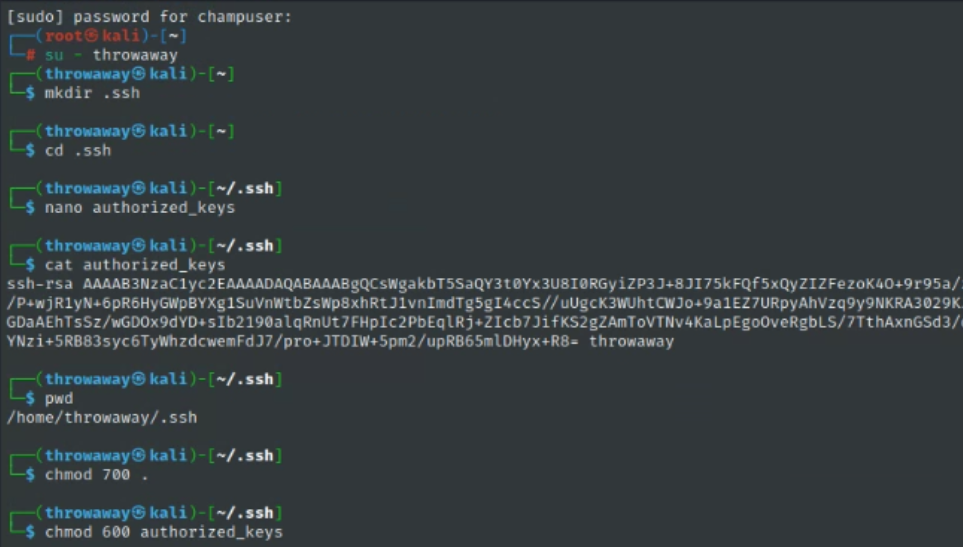 [sudo] password for champuser:
┌──(root㉿kali)-[~]
└─# su - throwaway
┌──(throwaway㉿kali)-[~]
└─$ mkdir .ssh
┌──(throwaway㉿kali)-[~]
└─$ cd .ssh
┌──(throwaway㉿kali)-[~/.ssh]
└─$ nano authorized_keys
┌──(throwaway㉿kali)-[~/.ssh]
└─$ cat authorized_keys
ssh-rsa AAAAB3NzaC1yc2EAAAADAQABAAABgQCsWgakbT5SaQY3t0Yx3U8I0RGyiZP3J+8JI75kFQf5xQyZIZFezoK4O+9r95a/
/P+wjR1yN+6pR6HyGWpBYXg1SuVnWtbZsWp8xhRtJ1vnImdTg5gI4ccS//uUgcK3WUhtCWJo+9a1EZ7URpyAhVzq9y9NKRA3029K
GDaAEhTsSz/wGDOx9dYD+sIb2190alqRnUt7FHpIc2PbEqlRj+ZIcb7JifKS2gZAmToVTNv4KaLpEgoOveRgbLS/7TthAxnGSd3/
YNzi+5RB83syc6TyWhzdcwemFdJ7/pro+JTDIW+5pm2/upRB65mlDHyx+R8= throwaway
┌──(throwaway㉿kali)-[~/.ssh]
└─$ pwd
/home/throwaway/.ssh
┌──(throwaway㉿kali)-[~/.ssh]
└─$ chmod 700 .
┌──(throwaway㉿kali)-[~/.ssh]
└─$ chmod 600 authorized_keys